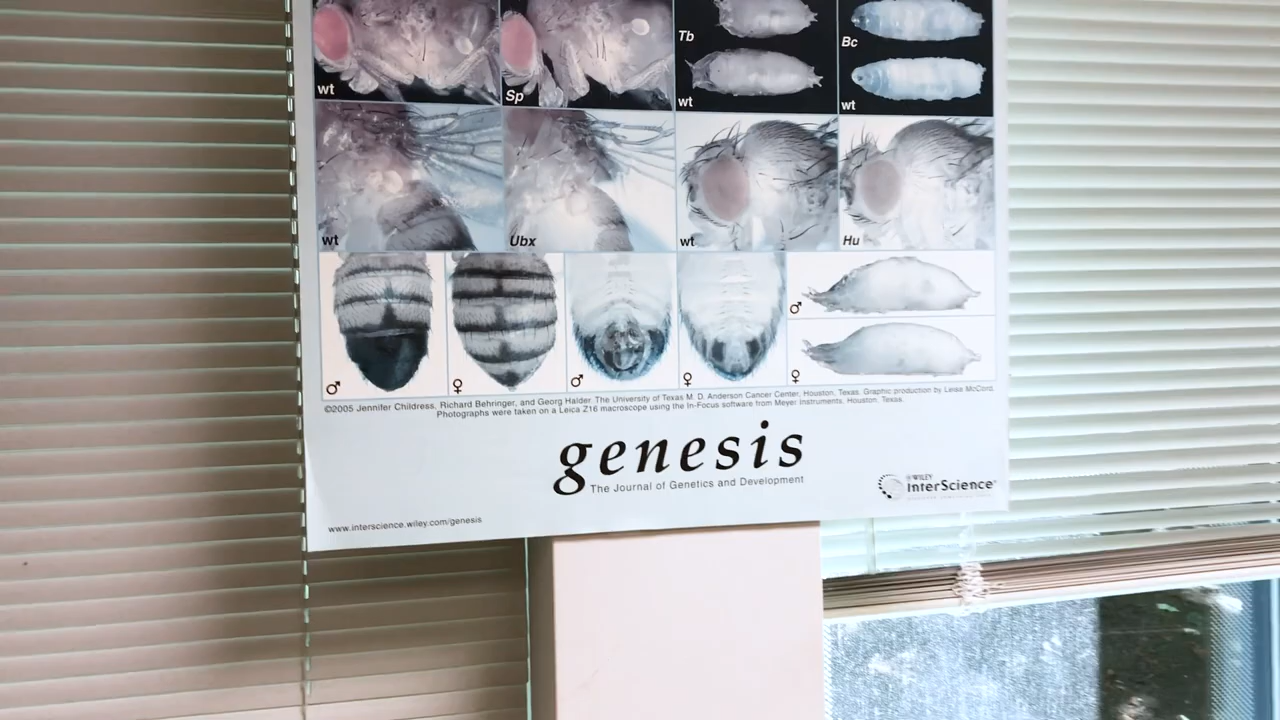 wt
Sp
Tb
wt
Bc
wt
wt
Ubx
wt
Hu
♂
♀
♂
♀
♂
♀
©2005 Jennifer Childress, Richard Behringer, and Georg Halder. The University of Texas M. D. Anderson Cancer Center, Houston, Texas. Graphic production by Leisa McCord.
Photographs were taken on a Leica Z16 macroscope using the In-Focus software from Meyer Instruments, Houston, Texas.
genesis
The Journal of Genetics and Development
WILEY
InterScience®
www.interscience.wiley.com/genesis